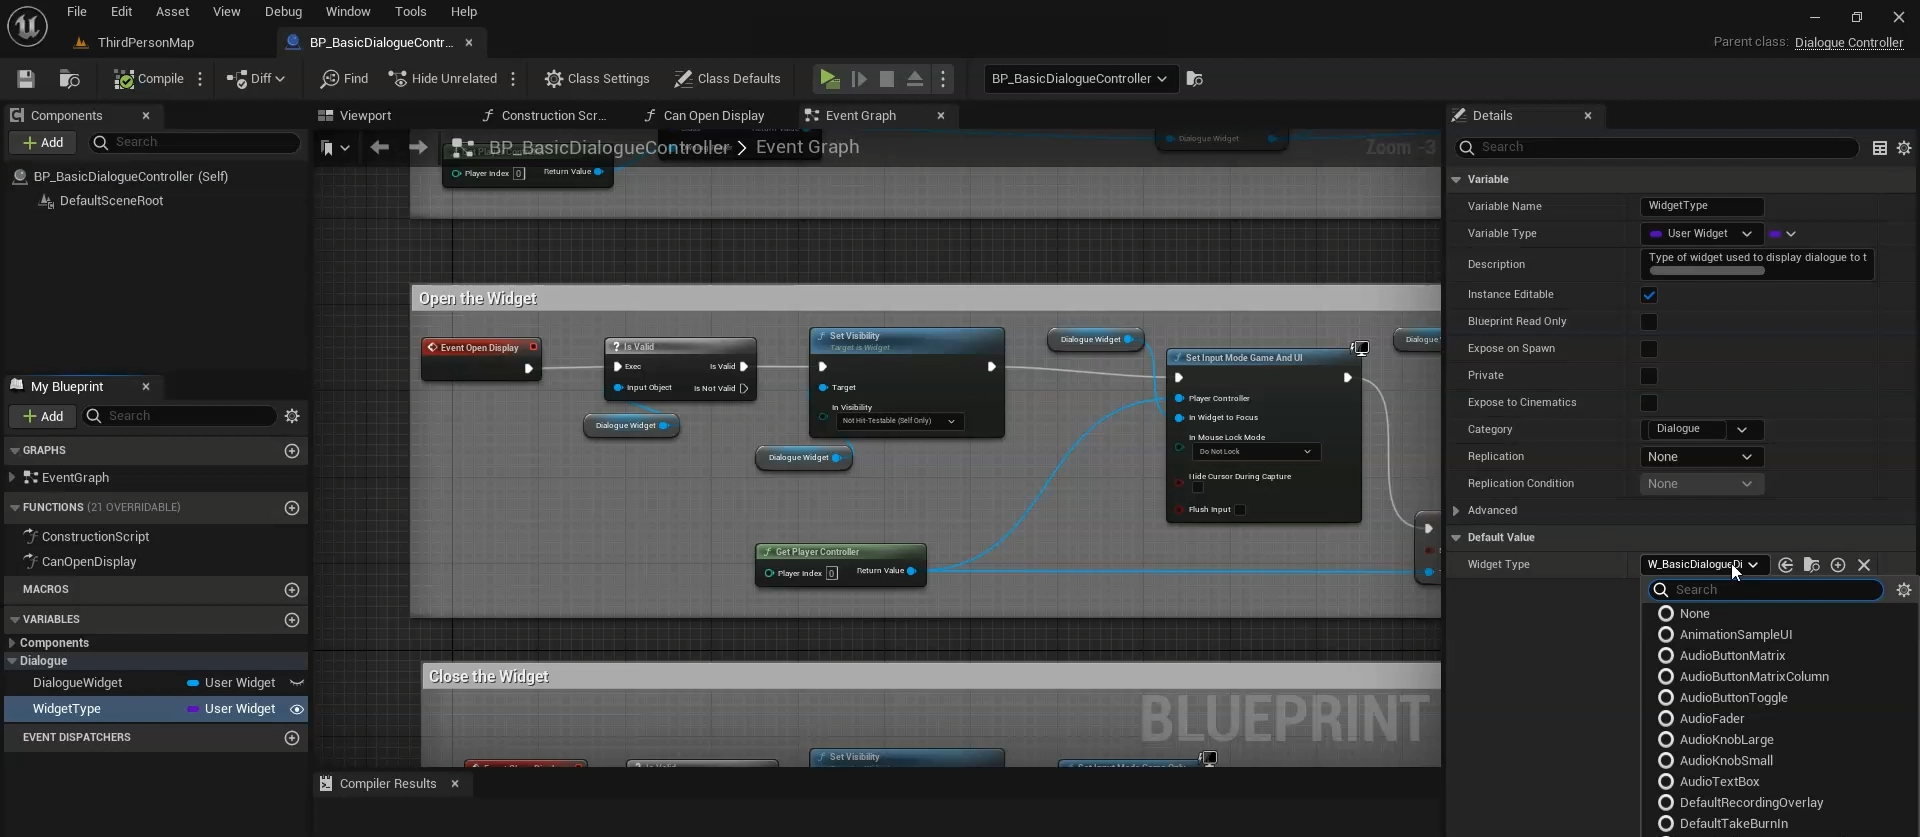 File Edit Asset View Debug Window Tools Help
ThirdPersonMap
BP_BasicDialogueContr...
Parent class: Dialogue Controller
Compile
Diff
Find
Hide Unrelated
Class Settings
Class Defaults
BP_BasicDialogueController
Components
Add
Search
BP_BasicDialogueController (Self)
DefaultSceneRoot
My Blueprint
Add
Search
GRAPHS
EventGraph
FUNCTIONS (21 OVERRIDABLE)
ConstructionScript
CanOpenDisplay
MACROS
VARIABLES
Components
Dialogue
DialogueWidget User Widget
WidgetType User Widget
EVENT DISPATCHERS
Viewport
Construction Scr...
Can Open Display
Event Graph
BP_BasicDialogueController > Event Graph
Zoom -3
Player Index 0 Return Value
Dialogue Widget
Open the Widget
Event Open Display
Is Valid
Exec Is Valid
Input Object Is Not Valid
Dialogue Widget
Set Visibility
Target is Widget
Target
In Visibility
Not Hit-Testable (Self Only)
Dialogue Widget
Dialogue Widget
Set Input Mode Game And UI
Player Controller
In Widget to Focus
In Mouse Lock Mode
Do Not Lock
Hide Cursor During Capture
Flush Input
Get Player Controller
Player Index 0 Return Value
Close the Widget
Set Visibility
BLUEPRINT
Compiler Results
Details
Search
Variable
Variable Name WidgetType
Variable Type User Widget
Description Type of widget used to display dialogue to t
Instance Editable
Blueprint Read Only
Expose on Spawn
Private
Expose to Cinematics
Category Dialogue
Replication None
Replication Condition None
Advanced
Default Value
Widget Type W_BasicDialogueDi
Search
None
AnimationSampleUI
AudioButtonMatrix
AudioButtonMatrixColumn
AudioButtonToggle
AudioFader
AudioKnobLarge
AudioKnobSmall
AudioTextBox
DefaultRecordingOverlay
DefaultTakeBurnIn